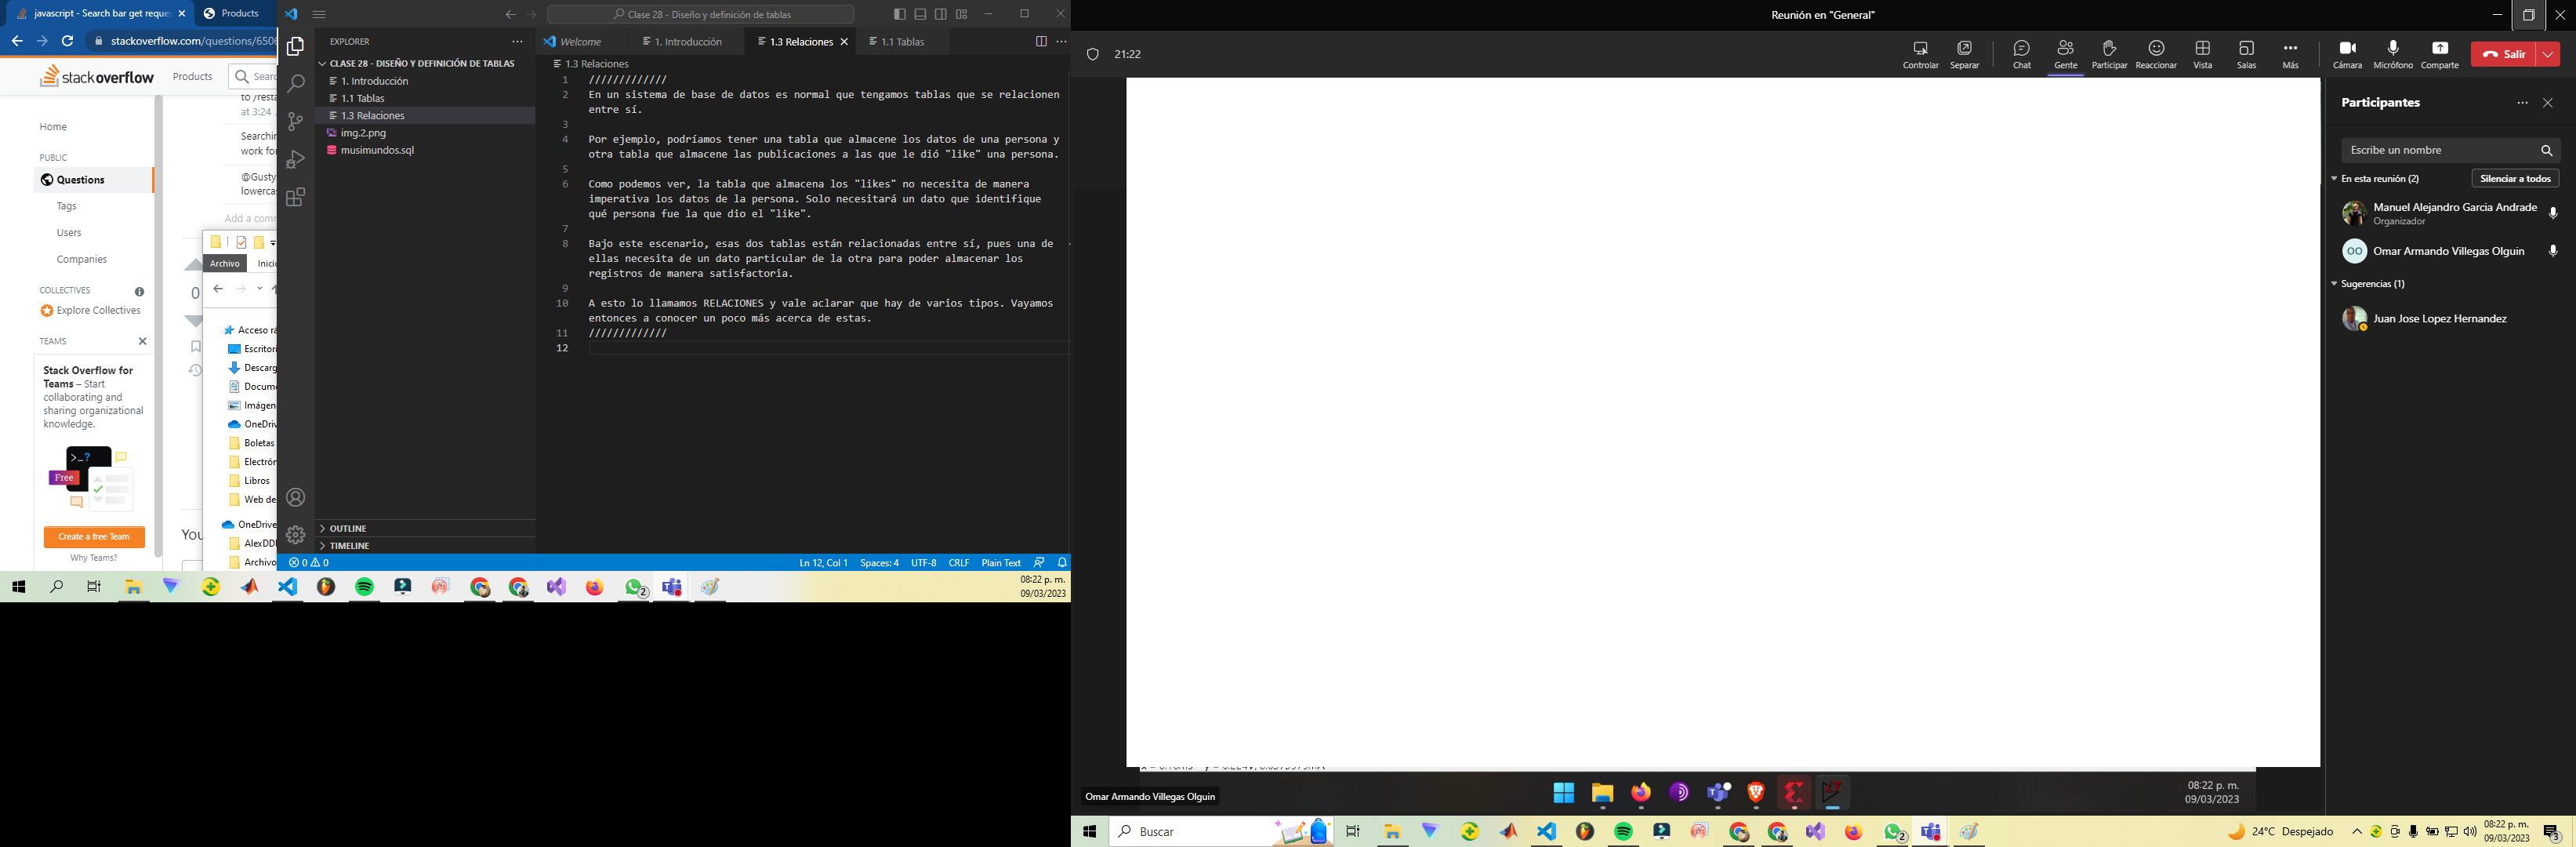 javascript - Search bar get reque
Products
stackoverflow.com/questions/650
stackoverflow
Products
Home
PUBLIC
Questions
Tags
Users
Companies
COLLECTIVES
Explore Collectives
TEAMS
Stack Overflow for
Teams – Start
collaborating and
sharing organizational
knowledge.
>_?
Free
Create a free Team
Why Teams?
to /resta
at 3:24
Searchin
work for
@Gusty
lowercas
Add a comm
0
You
Archivo
Inicio
Acceso rá
Escritori
Descarg
Docume
Imágen
OneDriv
Boletas
Electrón
Libros
Web de
OneDrive
AlexDDI
Archivo
Clase 28 - Diseño y definición de tablas
EXPLORER
CLASE 28 - DISEÑO Y DEFINICIÓN DE TABLAS
1. Introducción
1.1 Tablas
1.3 Relaciones
img.2.png
musimundos.sql
OUTLINE
TIMELINE
Welcome
1. Introducción
1.3 Relaciones
1.1 Tablas
1.3 Relaciones
1 /////////////
2 En un sistema de base de datos es normal que tengamos tablas que se relacionen
entre sí.
3
4 Por ejemplo, podríamos tener una tabla que almacene los datos de una persona y
otra tabla que almacene las publicaciones a las que le dió "like" una persona.
5
6 Como podemos ver, la tabla que almacena los "likes" no necesita de manera
imperativa los datos de la persona. Solo necesitará un dato que identifique
qué persona fue la que dio el "like".
7
8 Bajo este escenario, esas dos tablas están relacionadas entre sí, pues una de
ellas necesita de un dato particular de la otra para poder almacenar los
registros de manera satisfactoria.
9
10 A esto lo llamamos RELACIONES y vale aclarar que hay de varios tipos. Vayamos
entonces a conocer un poco más acerca de estas.
11 /////////////
12
0 0
Ln 12, Col 1
Spaces: 4
UTF-8
CRLF
Plain Text
2
08:22 p. m.
09/03/2023
Reunión en "General"
21:22
Controlar
Separar
Chat
Gente
Participar
Reaccionar
Vista
Salas
Más
Cámara
Micrófono
Comparte
Salir
Participantes
Escribe un nombre
En esta reunión (2)
Silenciar a todos
Manuel Alejandro Garcia Andrade
Organizador
OO
Omar Armando Villegas Olguin
Sugerencias (1)
Juan Jose Lopez Hernandez
Omar Armando Villegas Olguin
08:22 p. m.
09/03/2023
Buscar
2
24°C Despejado
08:22 p. m.
09/03/2023
3